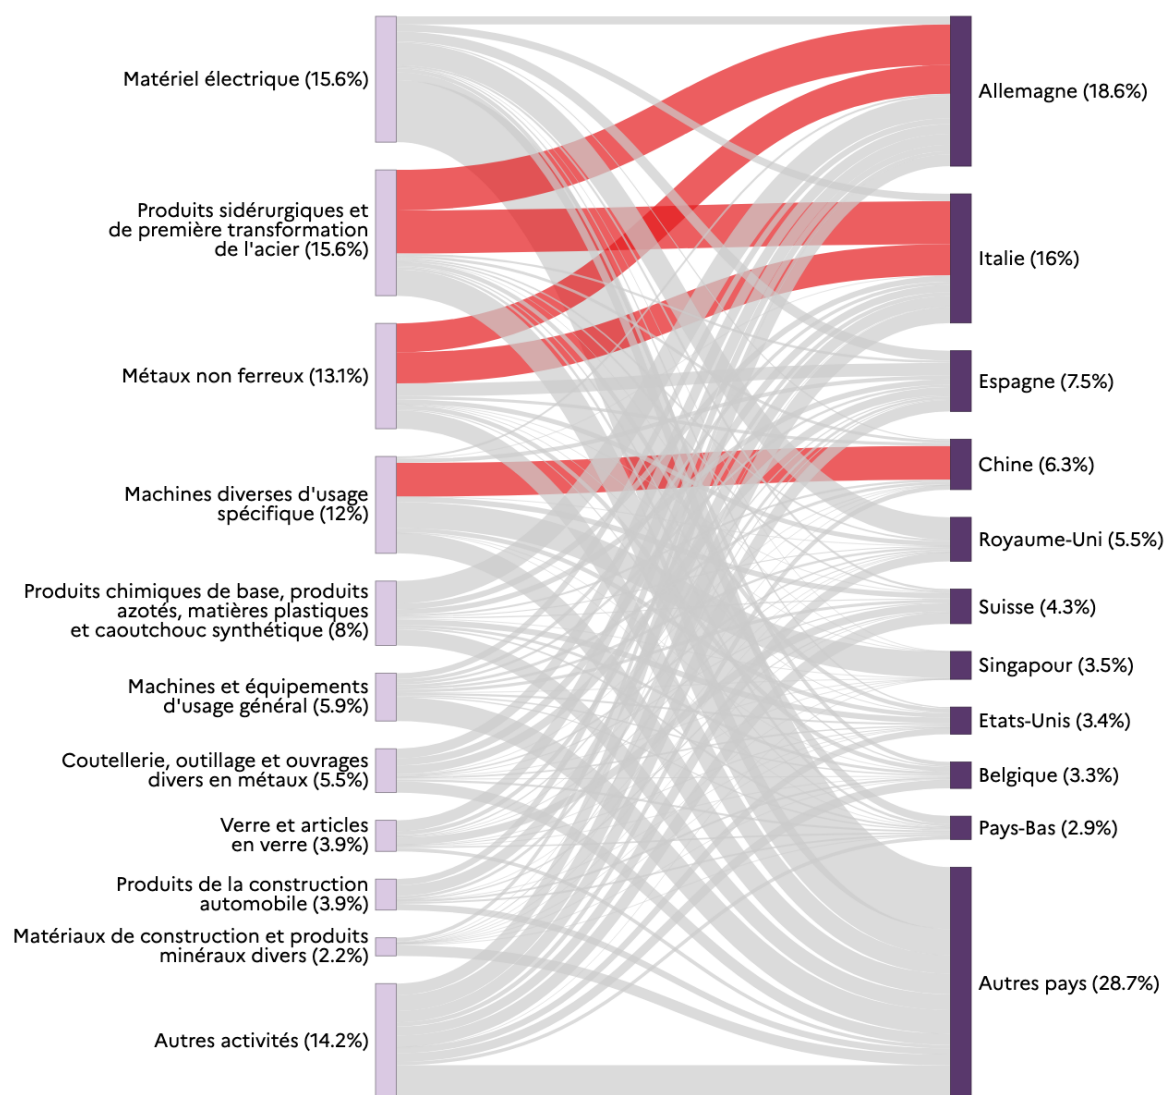 Matériel électrique (15.6%)
Produits sidérurgiques et
de première transformation
de l'acier (15.6%)
Métaux non ferreux (13.1%)
Machines diverses d'usage
spécifique (12%)
Produits chimiques de base, produits
azotés, matières plastiques
et caoutchouc synthétique (8%)
Machines et équipements
d'usage général (5.9%)
Coutellerie, outillage et ouvrages
divers en métaux (5.5%)
Verre et articles
en verre (3.9%)
Produits de la construction
automobile (3.9%)
Matériaux de construction et produits
minéraux divers (2.2%)
Autres activités (14.2%)
Allemagne (18.6%)
Italie (16%)
Espagne (7.5%)
Chine (6.3%)
Royaume-Uni (5.5%)
Suisse (4.3%)
Singapour (3.5%)
Etats-Unis (3.4%)
Belgique (3.3%)
Pays-Bas (2.9%)
Autres pays (28.7%)